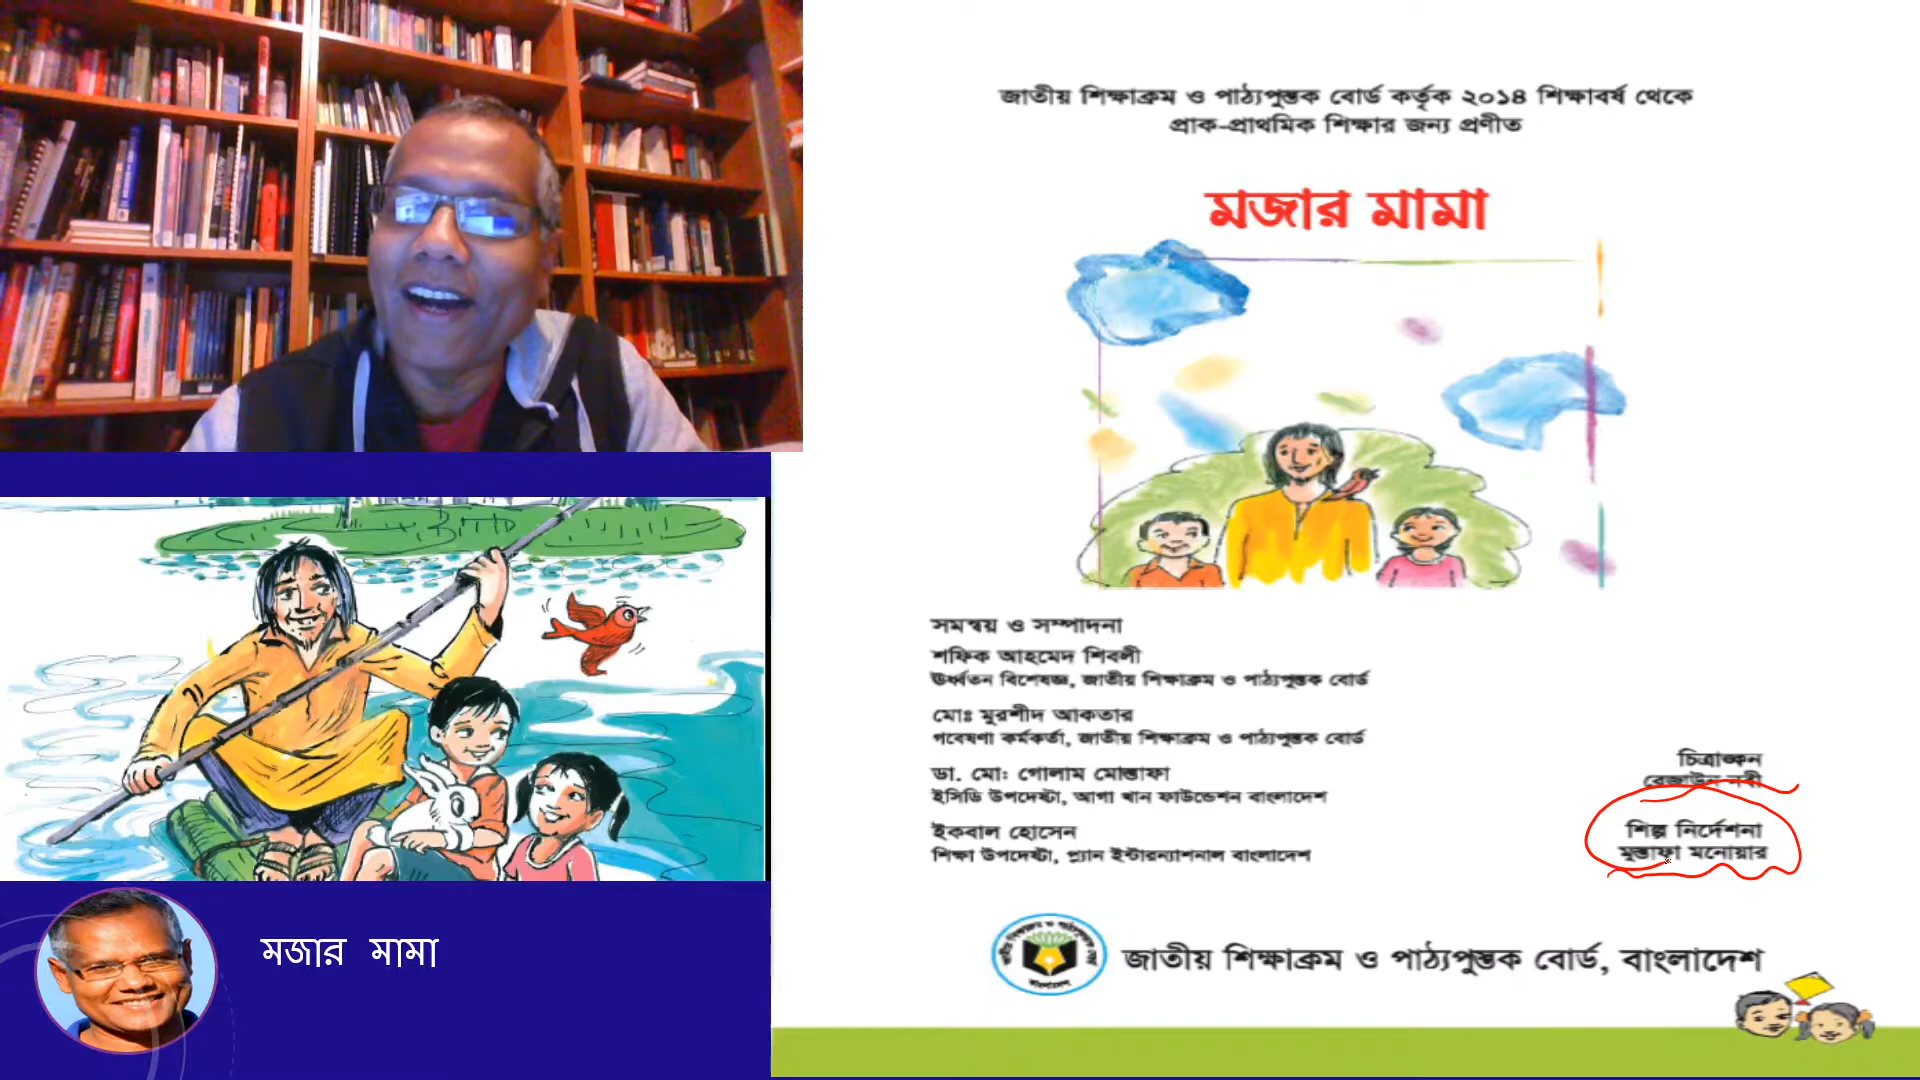 জাতীয় শিক্ষাক্রম ও পাঠ্যপুস্তক বোর্ড কর্তৃক ২০১৪ শিক্ষাবর্ষ থেকে
প্রাক-প্রাথমিক শিক্ষার জন্য প্রণীত
মজার মামা
সমন্বয় ও সম্পাদনা
শফিক আহমেদ শিবলী
ঊর্ধ্বতন বিশেষজ্ঞ, জাতীয় শিক্ষাক্রম ও পাঠ্যপুস্তক বোর্ড
মোঃ মুরশীদ আকতার
গবেষণা কর্মকর্তা, জাতীয় শিক্ষাক্রম ও পাঠ্যপুস্তক বোর্ড
ডা. মো: গোলাম মোস্তাফা
ইসিডি উপদেষ্টা, আগা খান ফাউন্ডেশন বাংলাদেশ
ইকবাল হোসেন
শিক্ষা উপদেষ্টা, প্ল্যান ইন্টারন্যাশনাল বাংলাদেশ
চিত্রাঙ্কন
রেজাউন নবী
শিল্প নির্দেশনা
মুস্তাফা মনোয়ার
জাতীয় শিক্ষাক্রম ও পাঠ্যপুস্তক বোর্ড, বাংলাদেশ
মজার মামা